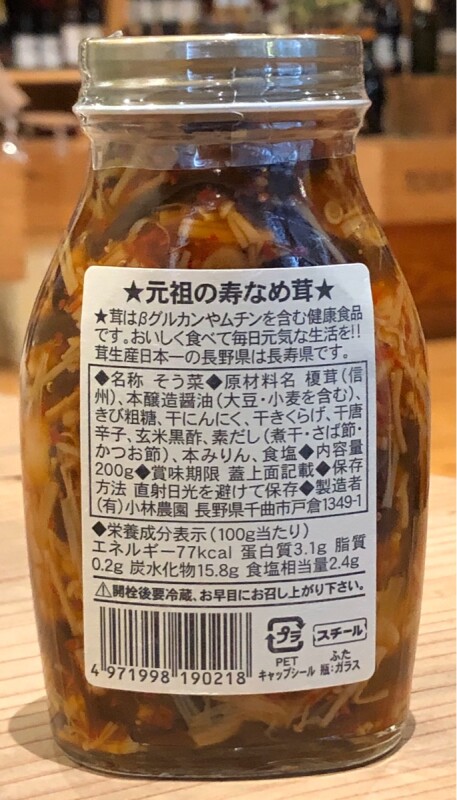 ★元祖の寿なめ茸★
★茸はβグルカンやムチンを含む健康食品
です。おいしく食べて毎日元気な生活を!!
茸生産日本一の長野県は長寿県です。
◆名称 そう菜◆原材料名 榎茸(信
州)、本醸造醤油(大豆・小麦を含む)、
きび粗糖、干にんにく、干きくらげ、干唐
辛子、玄米黒酢、素だし(煮干・さば節・
かつお節)、本みりん、食塩◆内容量
200g◆賞味期限 蓋上面記載◆保存
方法 直射日光を避けて保存◆製造者
(有)小林農園 長野県千曲市戸倉1349-1
◆栄養成分表示(100g当たり)
エネルギー77kcal 蛋白質3.1g 脂質
0.2g 炭水化物15.8g 食塩相当量2.4g
⚠開栓後要冷蔵、お早目にお召し上がり下さい。
4 971998 190218
プラ
PET
キャップシール
スチール
ふた
瓶:ガラス